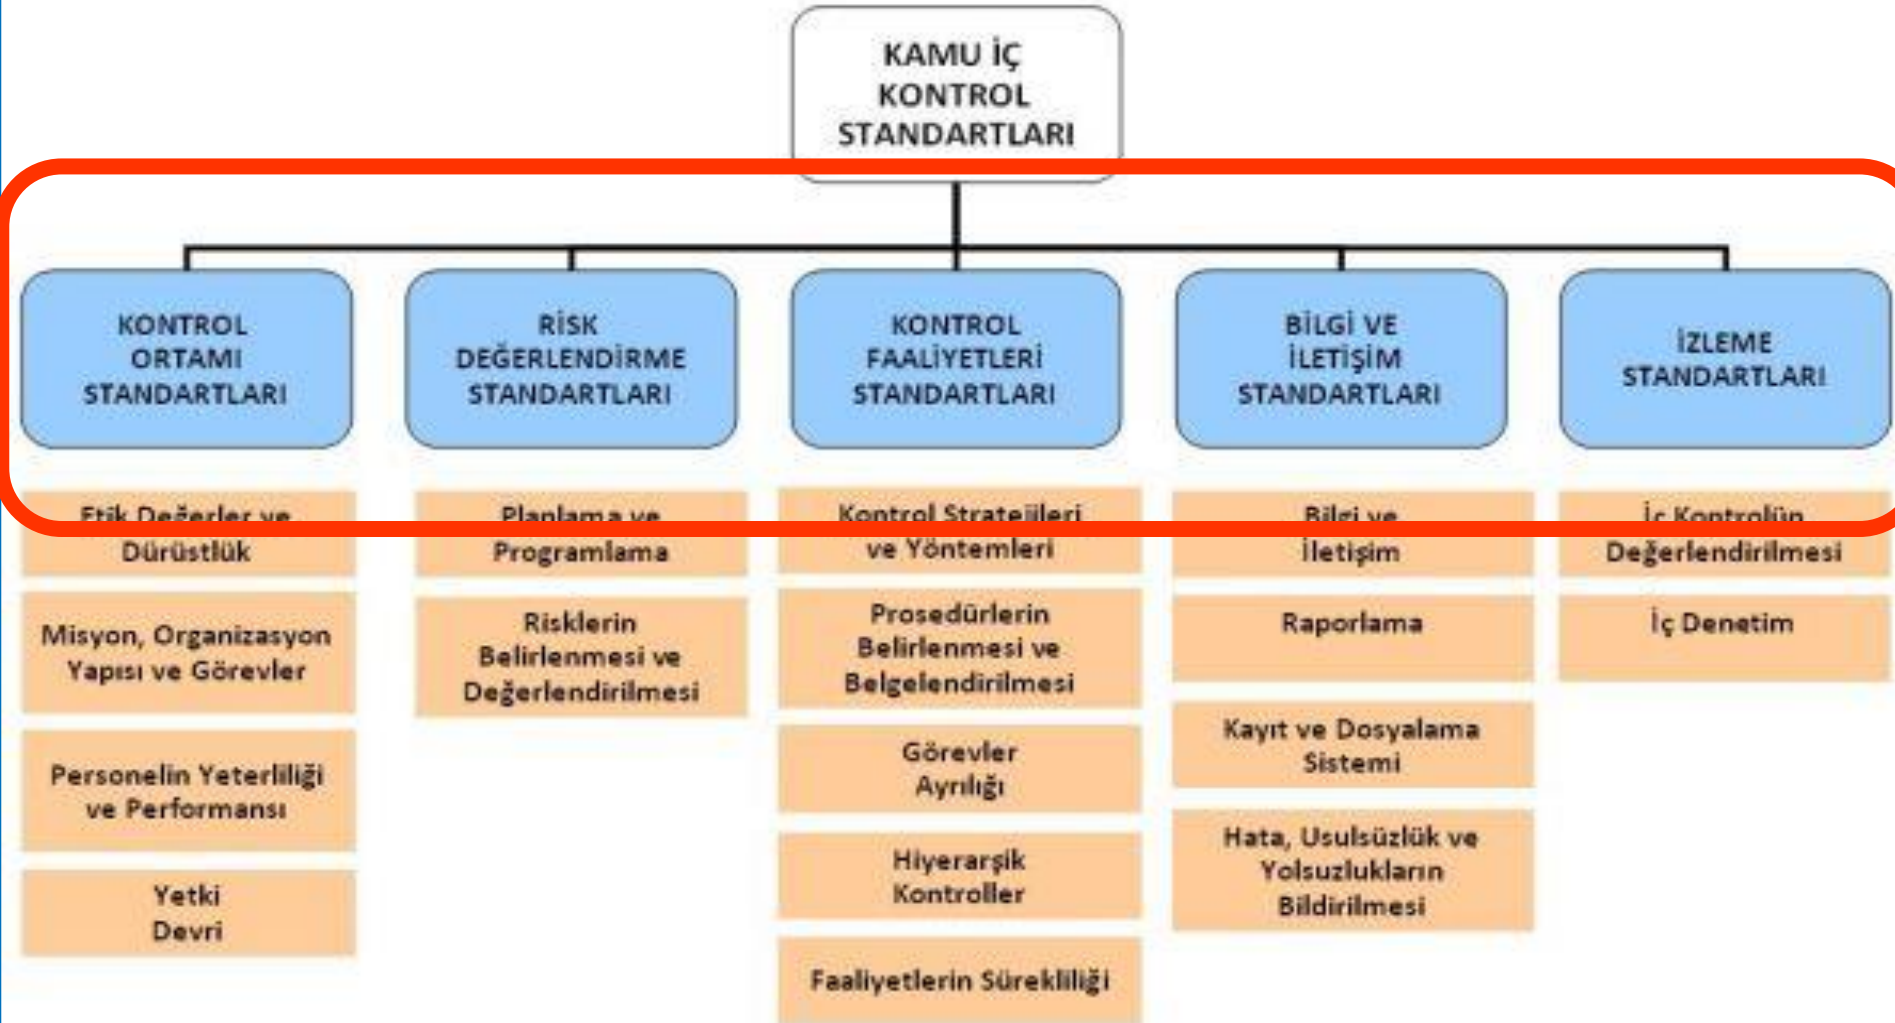 KAMU İÇ
KONTROL
STANDARTLARI
KONTROL
ORTAMI
STANDARTLARI
RİSK
DEĞERLENDİRME
STANDARTLARI
KONTROL
FAALİYETLERİ
STANDARTLARI
BİLGİ VE
İLETİŞİM
STANDARTLARI
İZLEME
STANDARTLARI
Etik Değerler ve
Dürüstlük
Misyon, Organizasyon
Yapısı ve Görevler
Personelin Yeterliliği
ve Performansı
Yetki
Devri
Planlama ve
Programlama
Risklerin
Belirlenmesi ve
Değerlendirilmesi
Kontrol Stratejileri
ve Yöntemleri
Prosedürlerin
Belirlenmesi ve
Belgelendirilmesi
Görevler
Ayrılığı
Hiyerarşik
Kontroller
Faaliyetlerin Sürekliliği
Bilgi ve
İletişim
Raporlama
Kayıt ve Dosyalama
Sistemi
Hata, Usulsüzlük ve
Yolsuzlukların
Bildirilmesi
İç Kontrolün
Değerlendirilmesi
İç Denetim